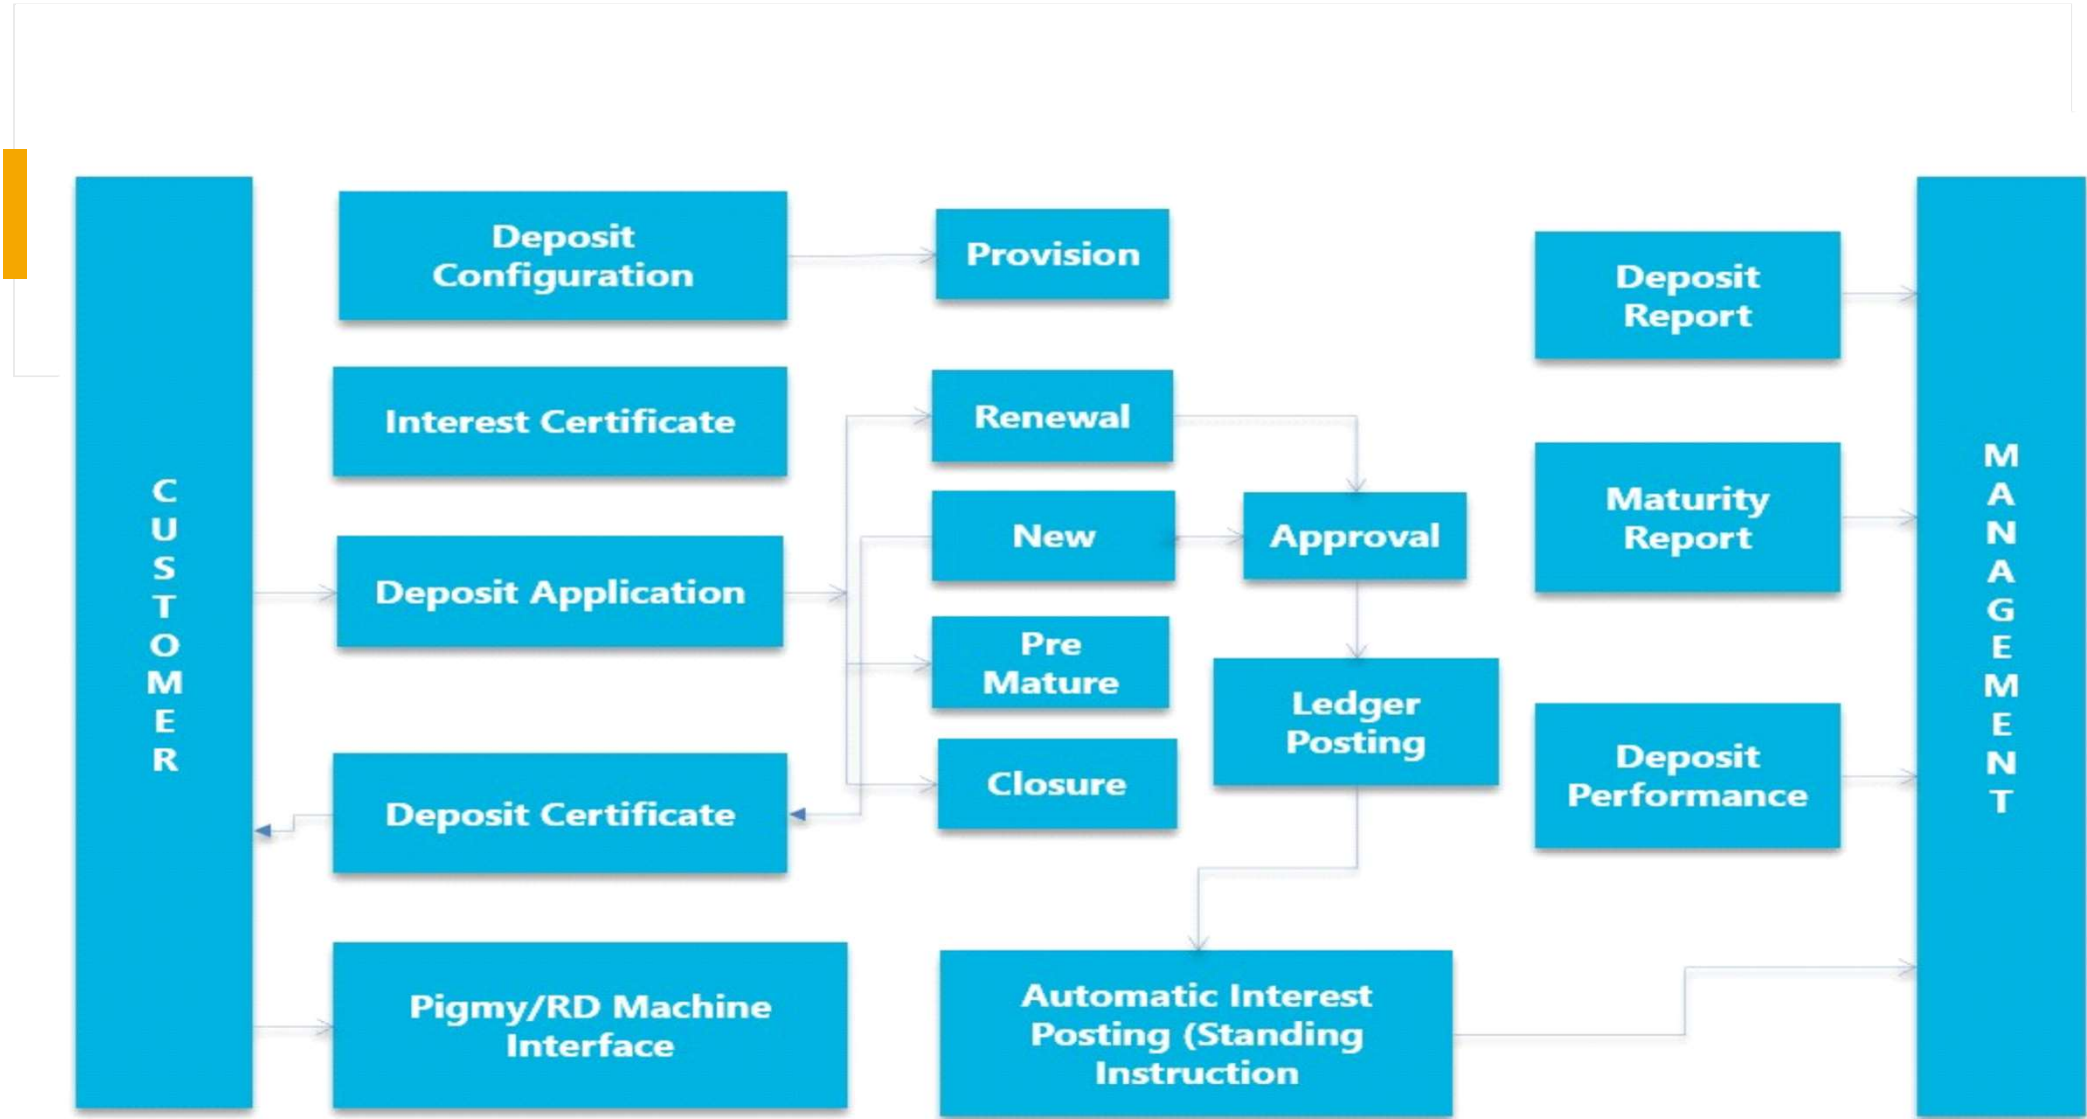 CUSTOMER
Deposit
Configuration
Provision
Interest Certificate
Renewal
New
Approval
Deposit Application
Pre
Mature
Ledger
Posting
Closure
Deposit Certificate
Pigmy/RD Machine
Interface
Automatic Interest
Posting (Standing
Instruction
Deposit
Report
Maturity
Report
Deposit
Performance
MANAGEMENT